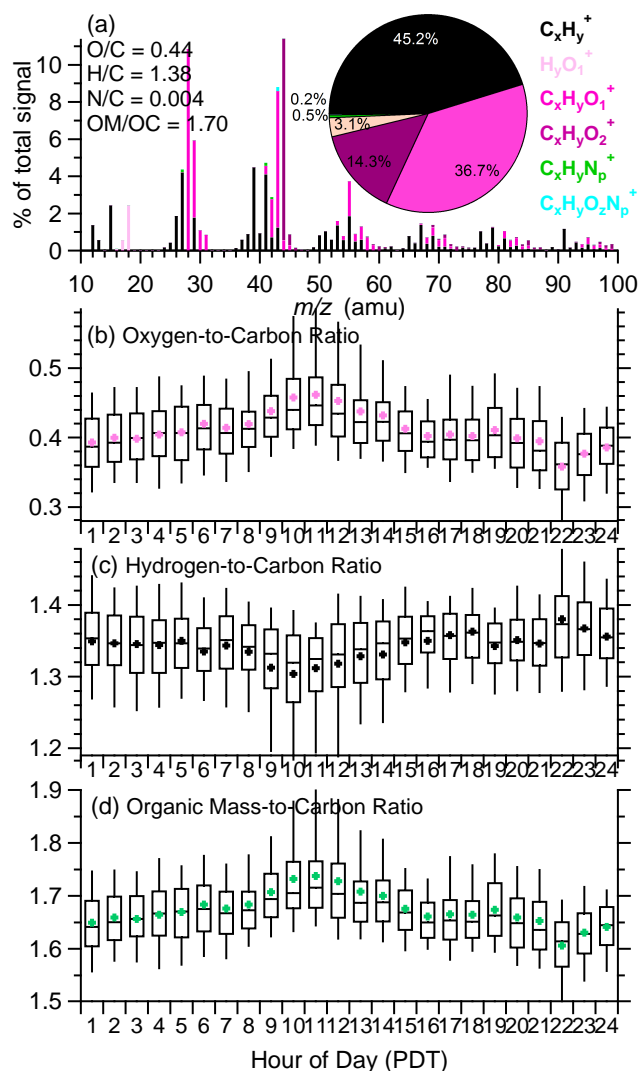 (a)
O/C = 0.44
H/C = 1.38
N/C = 0.004
OM/OC = 1.70
% of total signal
10
8
6
4
2
0
45.2%
36.7%
14.3%
3.1%
0.5%
0.2%
CxHy+
HyO1+
CxHyO1+
CxHyO2+
CxHyNp+
CxHyOzNp+
10 20 30 40 50 60 70 80 90 100
m/z (amu)
(b) Oxygen-to-Carbon Ratio
0.5
0.4
0.3
1 2 3 4 5 6 7 8 9 10 11 12 13 14 15 16 17 18 19 20 21 22 23 24
(c) Hydrogen-to-Carbon Ratio
1.4
1.3
1.2
1 2 3 4 5 6 7 8 9 10 11 12 13 14 15 16 17 18 19 20 21 22 23 24
(d) Organic Mass-to-Carbon Ratio
1.9
1.8
1.7
1.6
1.5
1 2 3 4 5 6 7 8 9 10 11 12 13 14 15 16 17 18 19 20 21 22 23 24
Hour of Day (PDT)